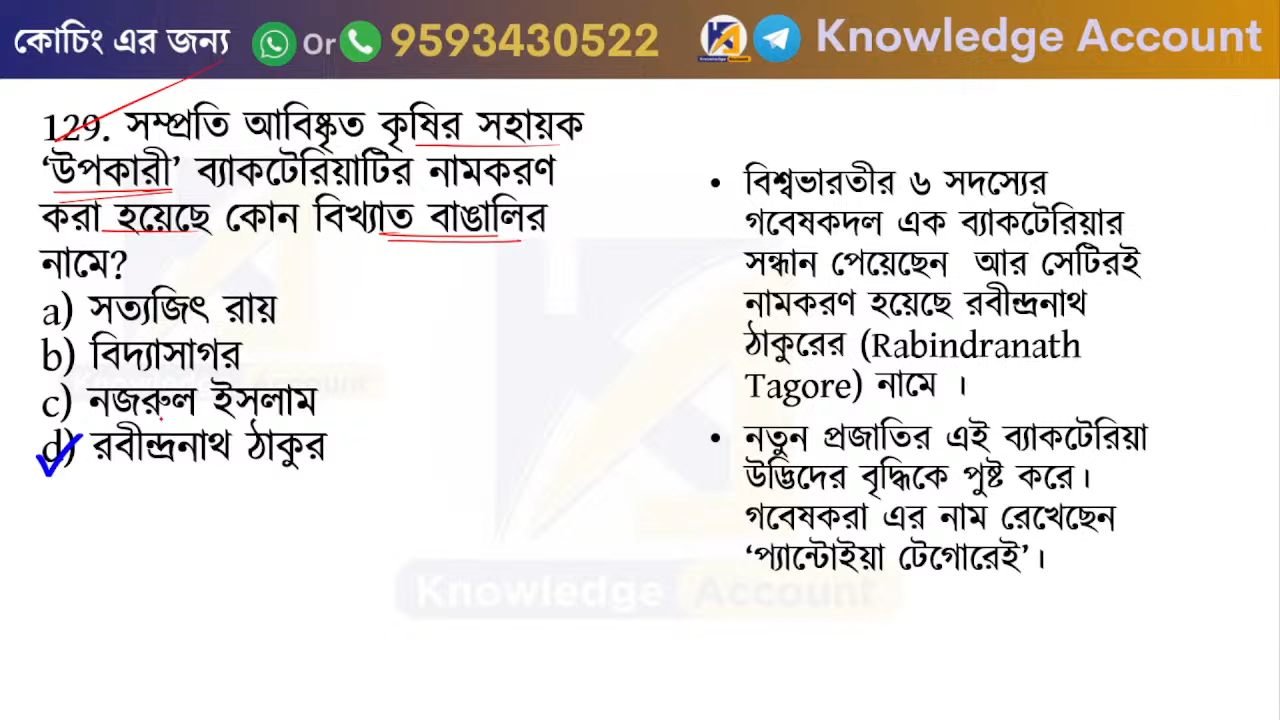 কোচিং এর জন্য Or 9593430522 Knowledge Account
129. সম্প্রতি আবিষ্কৃত কৃষির সহায়ক
‘উপকারী’ ব্যাকটেরিয়াটির নামকরণ
করা হয়েছে কোন বিখ্যাত বাঙালির
নামে?
a) সত্যজিৎ রায়
b) বিদ্যাসাগর
c) নজরুল ইসলাম
d) রবীন্দ্রনাথ ঠাকুর
• বিশ্বভারতীর ৬ সদস্যের
গবেষকদল এক ব্যাকটেরিয়ার
সন্ধান পেয়েছেন আর সেটিরই
নামকরণ হয়েছে রবীন্দ্রনাথ
ঠাকুরের (Rabindranath
Tagore) নামে ।
• নতুন প্রজাতির এই ব্যাকটেরিয়া
উদ্ভিদের বৃদ্ধিকে পুষ্ট করে।
গবেষকরা এর নাম রেখেছেন
‘প্যান্টোইয়া টেগোরেই’।
Knowledge Account